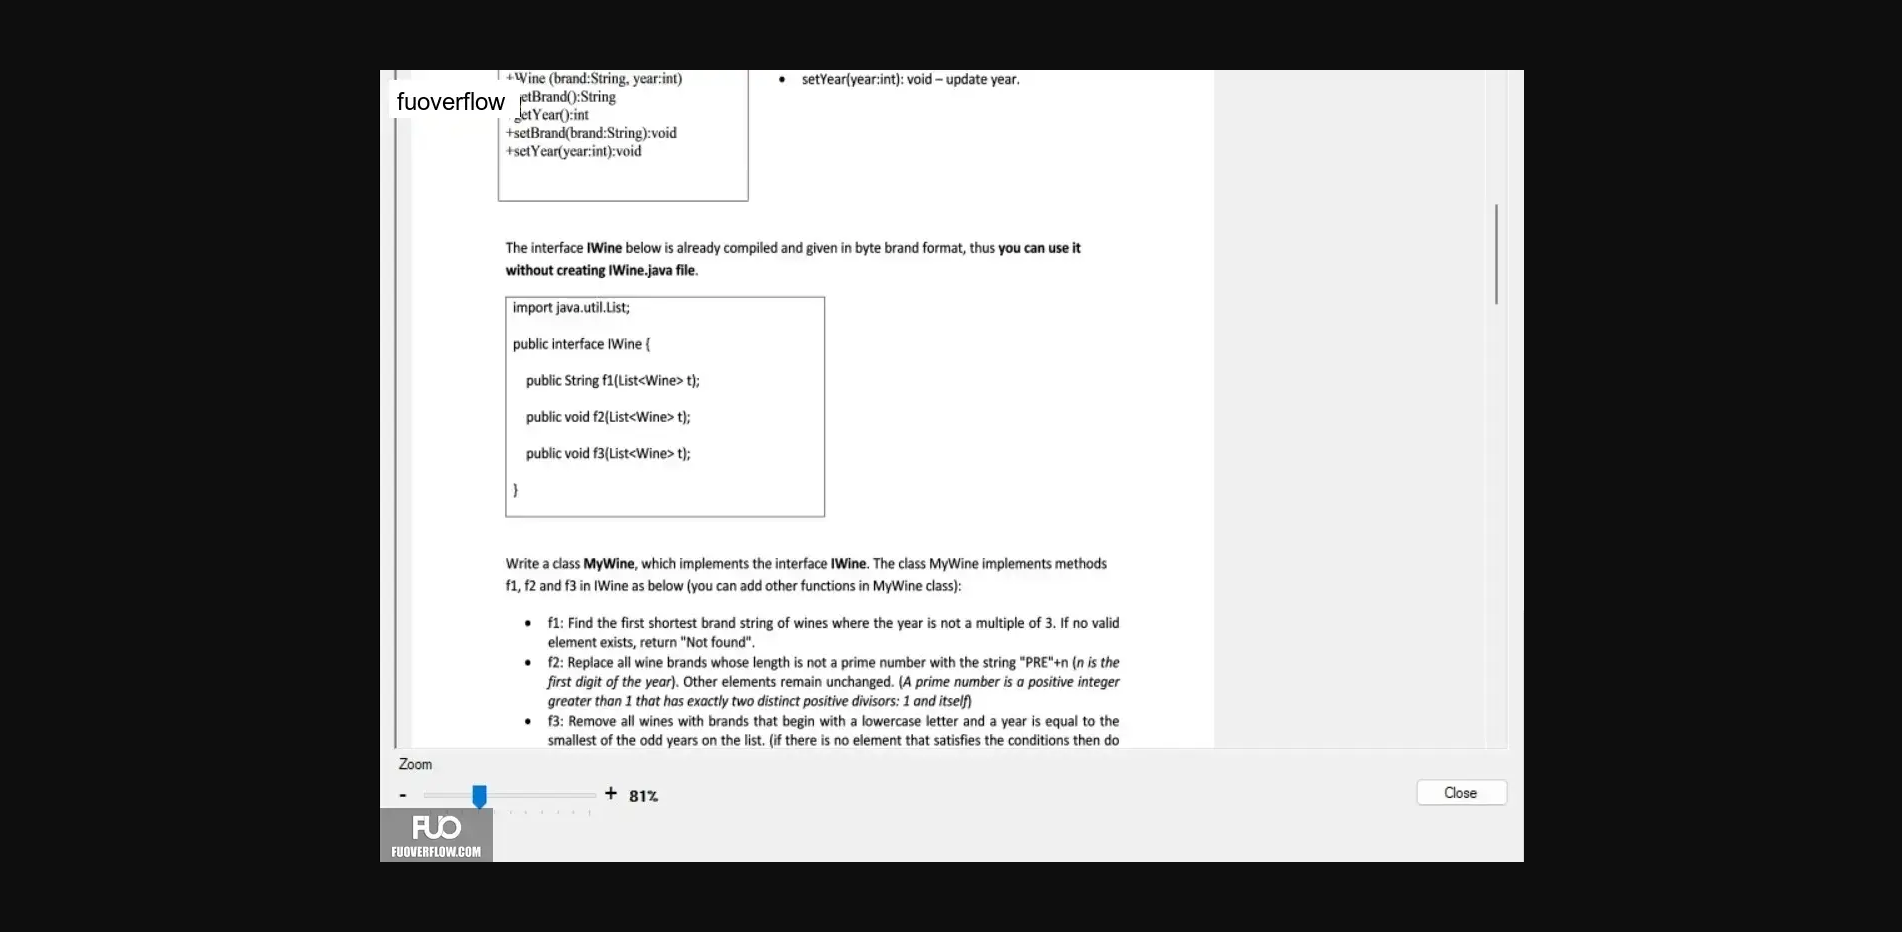 +Wine (brand:String, year:int)
setYear(year:int): void – update year.
fuoverflow
etBrand():String
getYear():int
+setBrand(brand:String):void
+setYear(year:int):void
The interface IWine below is already compiled and given in byte brand format, thus you can use it
without creating IWine.java file.
import java.util.List;
public interface IWine {
public String f1(List<Wine> t);
public void f2(List<Wine> t);
public void f3(List<Wine> t);
}
Write a class MyWine, which implements the interface IWine. The class MyWine implements methods
f1, f2 and f3 in IWine as below (you can add other functions in MyWine class):
• f1: Find the first shortest brand string of wines where the year is not a multiple of 3. If no valid
element exists, return "Not found".
• f2: Replace all wine brands whose length is not a prime number with the string "PRE"+n (n is the
first digit of the year). Other elements remain unchanged. (A prime number is a positive integer
greater than 1 that has exactly two distinct positive divisors: 1 and itself)
• f3: Remove all wines with brands that begin with a lowercase letter and a year is equal to the
smallest of the odd years on the list. (if there is no element that satisfies the conditions then do
Zoom
- + 81%
Close
FUO
FUOVERFLOW.COM